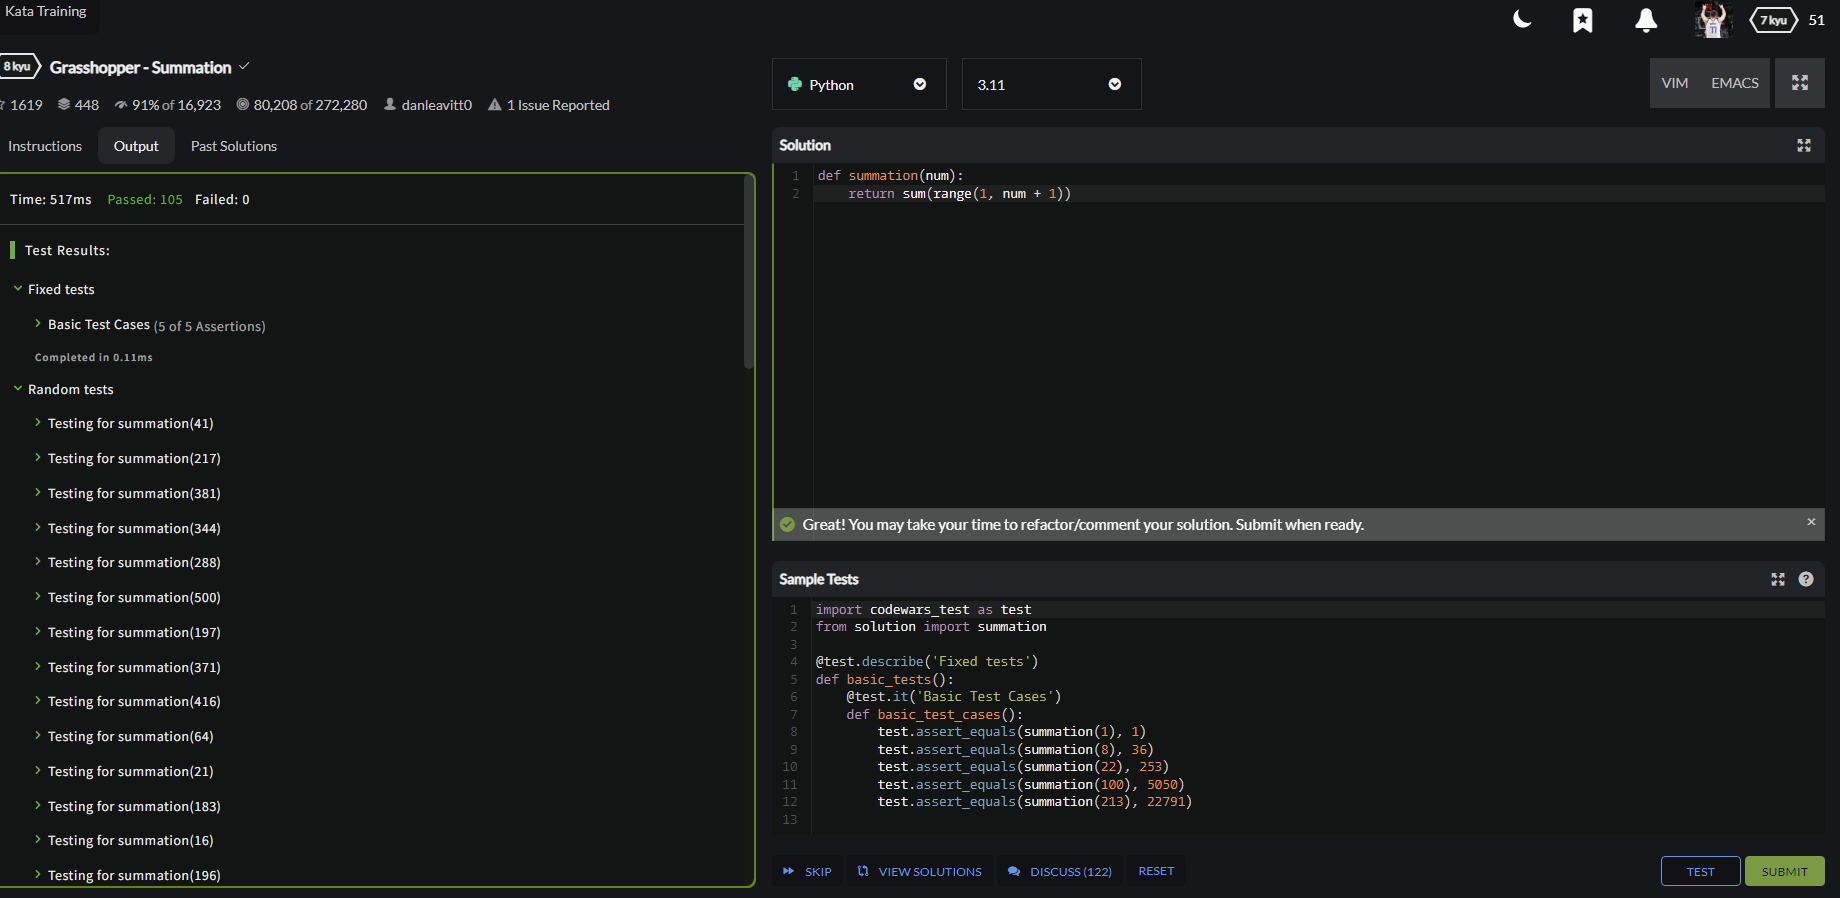 Kata Training
7 kyu 51
8 kyu Grasshopper - Summation
1619 448 91% of 16,923 80,208 of 272,280 danleavitt0 1 Issue Reported
Instructions Output Past Solutions
Time: 517ms Passed: 105 Failed: 0
Test Results:
Fixed tests
Basic Test Cases (5 of 5 Assertions)
Completed in 0.11ms
Random tests
Testing for summation(41)
Testing for summation(217)
Testing for summation(381)
Testing for summation(344)
Testing for summation(288)
Testing for summation(500)
Testing for summation(197)
Testing for summation(371)
Testing for summation(416)
Testing for summation(64)
Testing for summation(21)
Testing for summation(183)
Testing for summation(16)
Testing for summation(196)
Python 3.11 VIM EMACS
Solution
1 def summation(num):
2     return sum(range(1, num + 1))
Great! You may take your time to refactor/comment your solution. Submit when ready. ×
Sample Tests ?
1 import codewars_test as test
2 from solution import summation
3
4 @test.describe('Fixed tests')
5 def basic_tests():
6     @test.it('Basic Test Cases')
7     def basic_test_cases():
8         test.assert_equals(summation(1), 1)
9         test.assert_equals(summation(8), 36)
10         test.assert_equals(summation(22), 253)
11         test.assert_equals(summation(100), 5050)
12         test.assert_equals(summation(213), 22791)
13
SKIP VIEW SOLUTIONS DISCUSS (122) RESET TEST SUBMIT